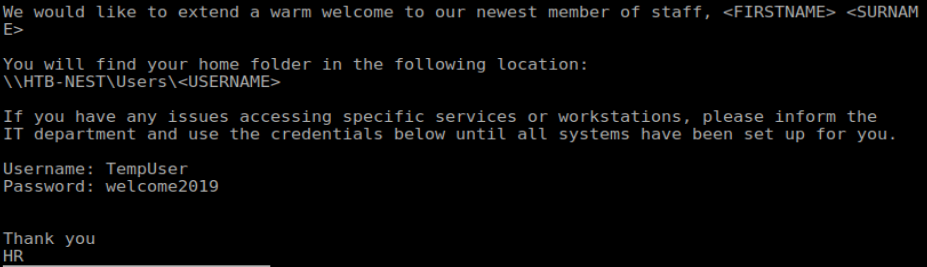 We would like to extend a warm welcome to our newest member of staff, <FIRSTNAME> <SURNAM
E>
You will find your home folder in the following location:
\\HTB-NEST\Users\<USERNAME>
If you have any issues accessing specific services or workstations, please inform the
IT department and use the credentials below until all systems have been set up for you.
Username: TempUser
Password: welcome2019
Thank you
HR